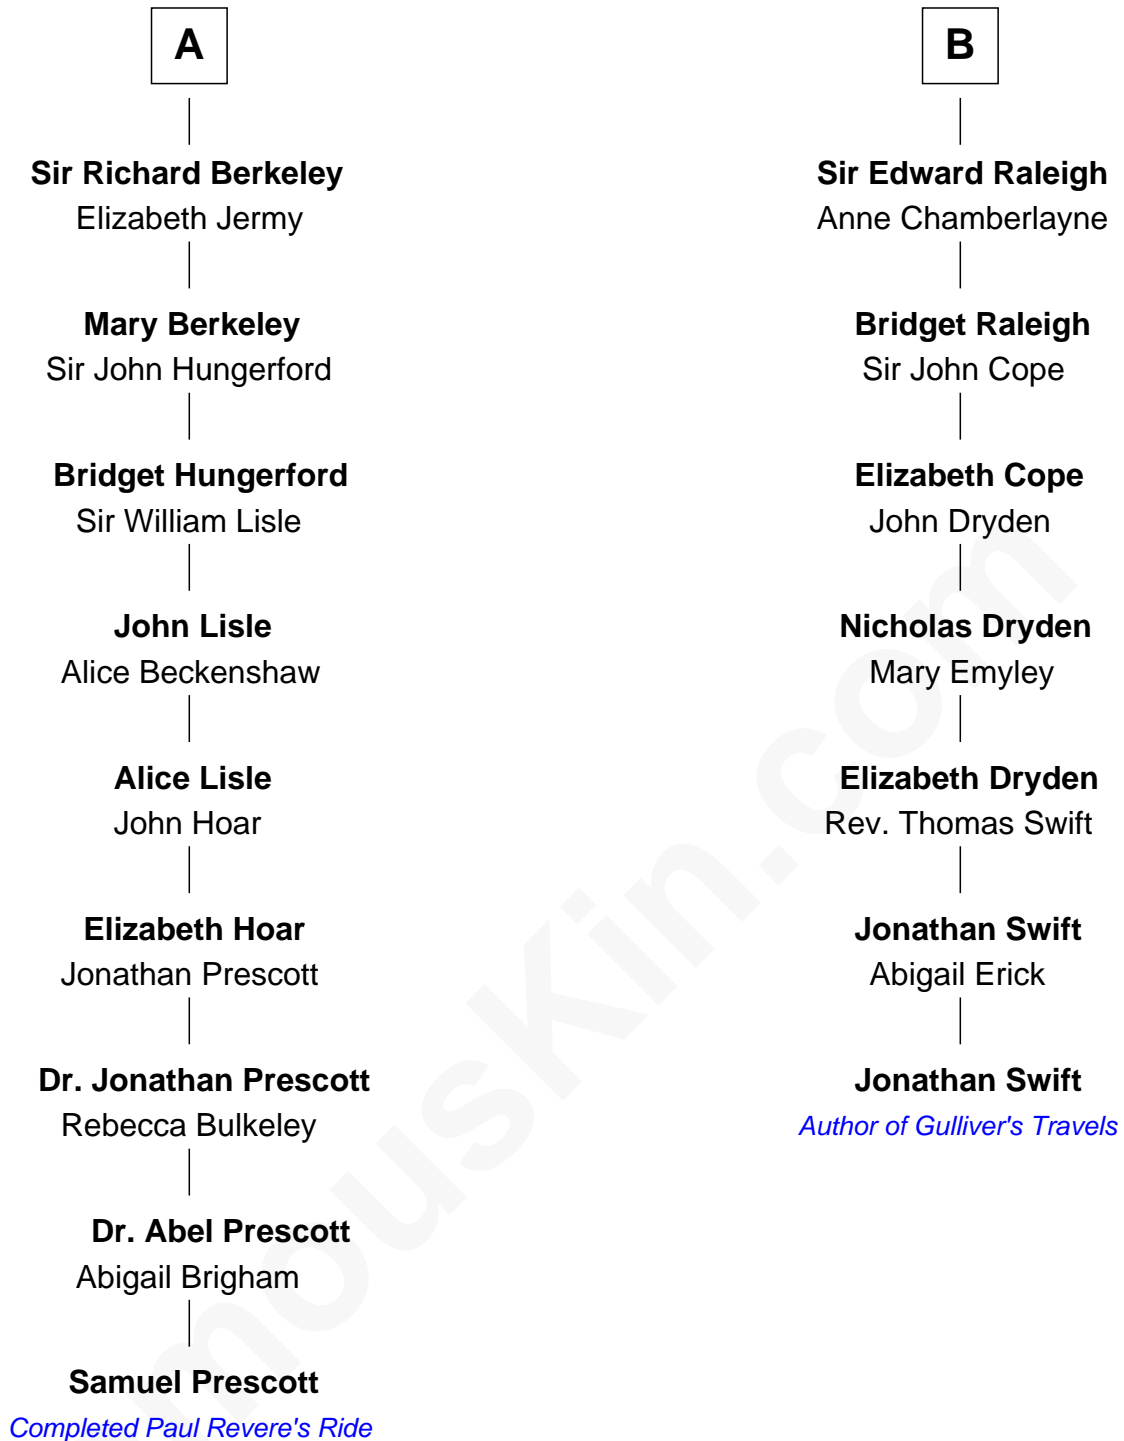 A
Sir Richard Berkeley
Elizabeth Jermy
Mary Berkeley
Sir John Hungerford
Bridget Hungerford
Sir William Lisle
John Lisle
Alice Beckenshaw
Alice Lisle
John Hoar
Elizabeth Hoar
Jonathan Prescott
Dr. Jonathan Prescott
Rebecca Bulkeley
Dr. Abel Prescott
Abigail Brigham
Samuel Prescott
Completed Paul Revere's Ride
B
Sir Edward Raleigh
Anne Chamberlayne
Bridget Raleigh
Sir John Cope
Elizabeth Cope
John Dryden
Nicholas Dryden
Mary Emyley
Elizabeth Dryden
Rev. Thomas Swift
Jonathan Swift
Abigail Erick
Jonathan Swift
Author of Gulliver's Travels
mousKin.com